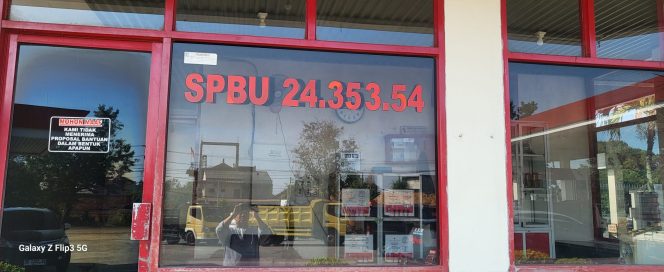 SPBU 24.353.54
MOHON MAAF
KAMI TIDAK
MENERIMA
PROPOSAL BANTUAN
DALAM BENTUK
APAPUN
Galaxy Z Flip3 5G